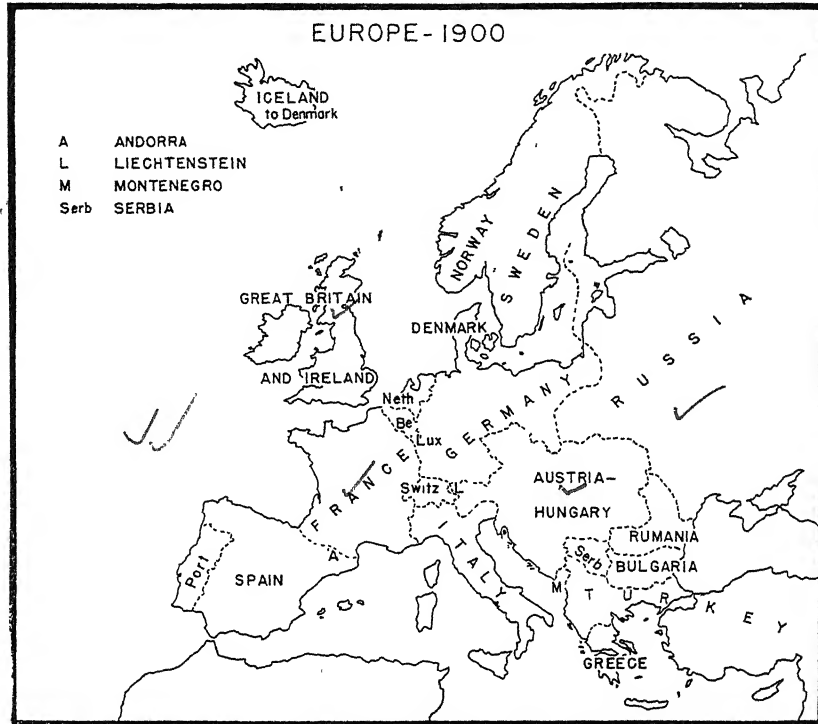 EUROPE-1900
ICELAND
to Denmark
A ANDORRA
L LIECHTENSTEIN
M MONTENEGRO
Serb SERBIA
NORWAY
SWEDEN
GREAT BRITAIN
DENMARK
RUSSIA
AND IRELAND
Neth
Be
Lux
GERMANY
FRANCE
Switz
L
AUSTRIA-
HUNGARY
ITALY
RUMANIA
Serb
BULGARIA
A
Port
SPAIN
M
TURKEY
GREECE